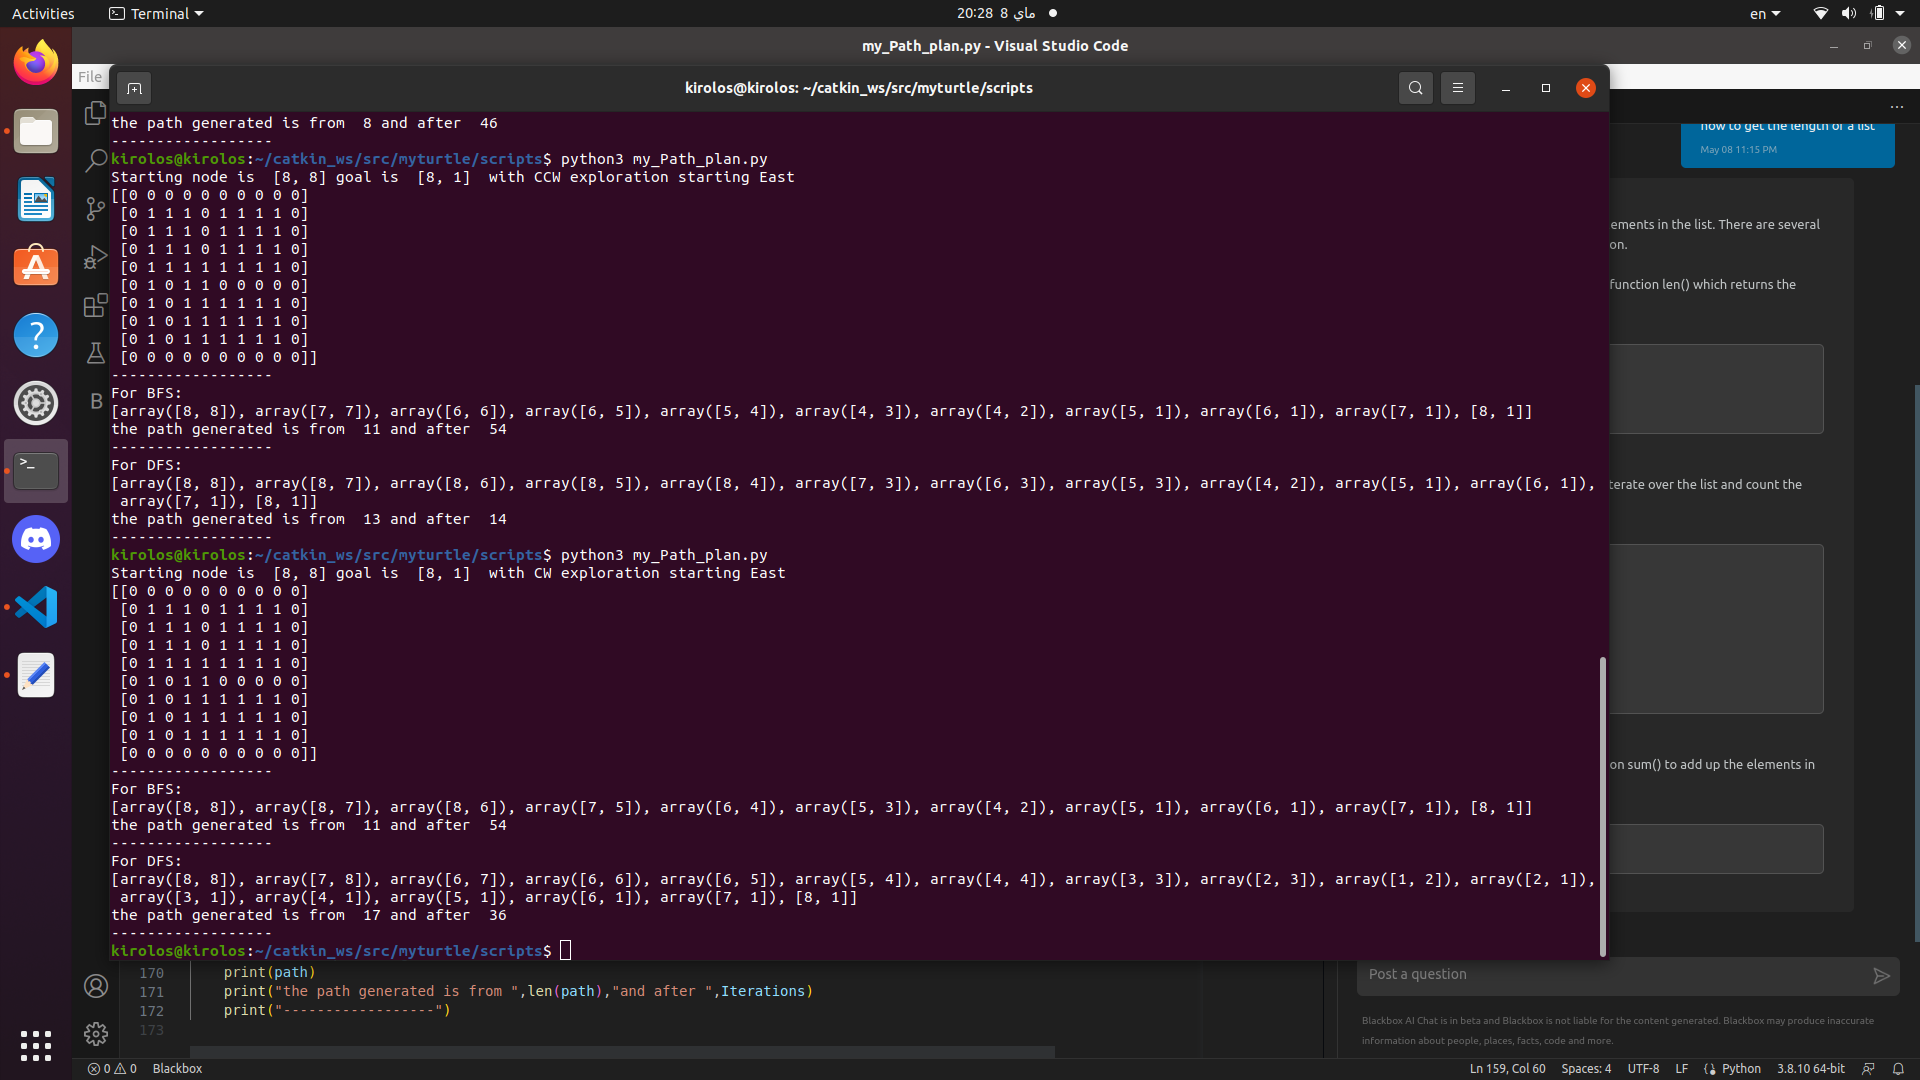 Activities
Terminal
20:28 8 ماي
en
my_Path_plan.py - Visual Studio Code
File
kirolos@kirolos: ~/catkin_ws/src/myturtle/scripts
the path generated is from  8 and after  46
------------------
kirolos@kirolos:~/catkin_ws/src/myturtle/scripts$ python3 my_Path_plan.py
Starting node is  [8, 8] goal is  [8, 1]  with CCW exploration starting East
[[0 0 0 0 0 0 0 0 0 0]
 [0 1 1 1 0 1 1 1 1 0]
 [0 1 1 1 0 1 1 1 1 0]
 [0 1 1 1 0 1 1 1 1 0]
 [0 1 1 1 1 1 1 1 1 0]
 [0 1 0 1 1 0 0 0 0 0]
 [0 1 0 1 1 1 1 1 1 0]
 [0 1 0 1 1 1 1 1 1 0]
 [0 1 0 1 1 1 1 1 1 0]
 [0 0 0 0 0 0 0 0 0 0]]
------------------
For BFS:
[array([8, 8]), array([7, 7]), array([6, 6]), array([6, 5]), array([5, 4]), array([4, 3]), array([4, 2]), array([5, 1]), array([6, 1]), array([7, 1]), [8, 1]]
the path generated is from  11 and after  54
------------------
For DFS:
[array([8, 8]), array([8, 7]), array([8, 6]), array([8, 5]), array([8, 4]), array([7, 3]), array([6, 3]), array([5, 3]), array([4, 2]), array([5, 1]), array([6, 1]),
 array([7, 1]), [8, 1]]
the path generated is from  13 and after  14
------------------
kirolos@kirolos:~/catkin_ws/src/myturtle/scripts$ python3 my_Path_plan.py
Starting node is  [8, 8] goal is  [8, 1]  with CW exploration starting East
[[0 0 0 0 0 0 0 0 0 0]
 [0 1 1 1 0 1 1 1 1 0]
 [0 1 1 1 0 1 1 1 1 0]
 [0 1 1 1 0 1 1 1 1 0]
 [0 1 1 1 1 1 1 1 1 0]
 [0 1 0 1 1 0 0 0 0 0]
 [0 1 0 1 1 1 1 1 1 0]
 [0 1 0 1 1 1 1 1 1 0]
 [0 1 0 1 1 1 1 1 1 0]
 [0 0 0 0 0 0 0 0 0 0]]
------------------
For BFS:
[array([8, 8]), array([8, 7]), array([8, 6]), array([7, 5]), array([6, 4]), array([5, 3]), array([4, 2]), array([5, 1]), array([6, 1]), array([7, 1]), [8, 1]]
the path generated is from  11 and after  54
------------------
For DFS:
[array([8, 8]), array([7, 8]), array([6, 7]), array([6, 6]), array([6, 5]), array([5, 4]), array([4, 4]), array([3, 3]), array([2, 3]), array([1, 2]), array([2, 1]),
 array([3, 1]), array([4, 1]), array([5, 1]), array([6, 1]), array([7, 1]), [8, 1]]
the path generated is from  17 and after  36
------------------
kirolos@kirolos:~/catkin_ws/src/myturtle/scripts$
how to get the length of a list
May 08 11:15 PM
ements in the list. There are several
on.
function len() which returns the
terate over the list and count the
on sum() to add up the elements in
170 print(path)
171 print("the path generated is from ",len(path),"and after ",Iterations)
172 print("------------------")
173
Post a question
Blackbox AI Chat is in beta and Blackbox is not liable for the content generated. Blackbox may produce inaccurate
information about people, places, facts, code and more.
0 0 Blackbox
Ln 159, Col 60 Spaces: 4 UTF-8 LF Python 3.8.10 64-bit